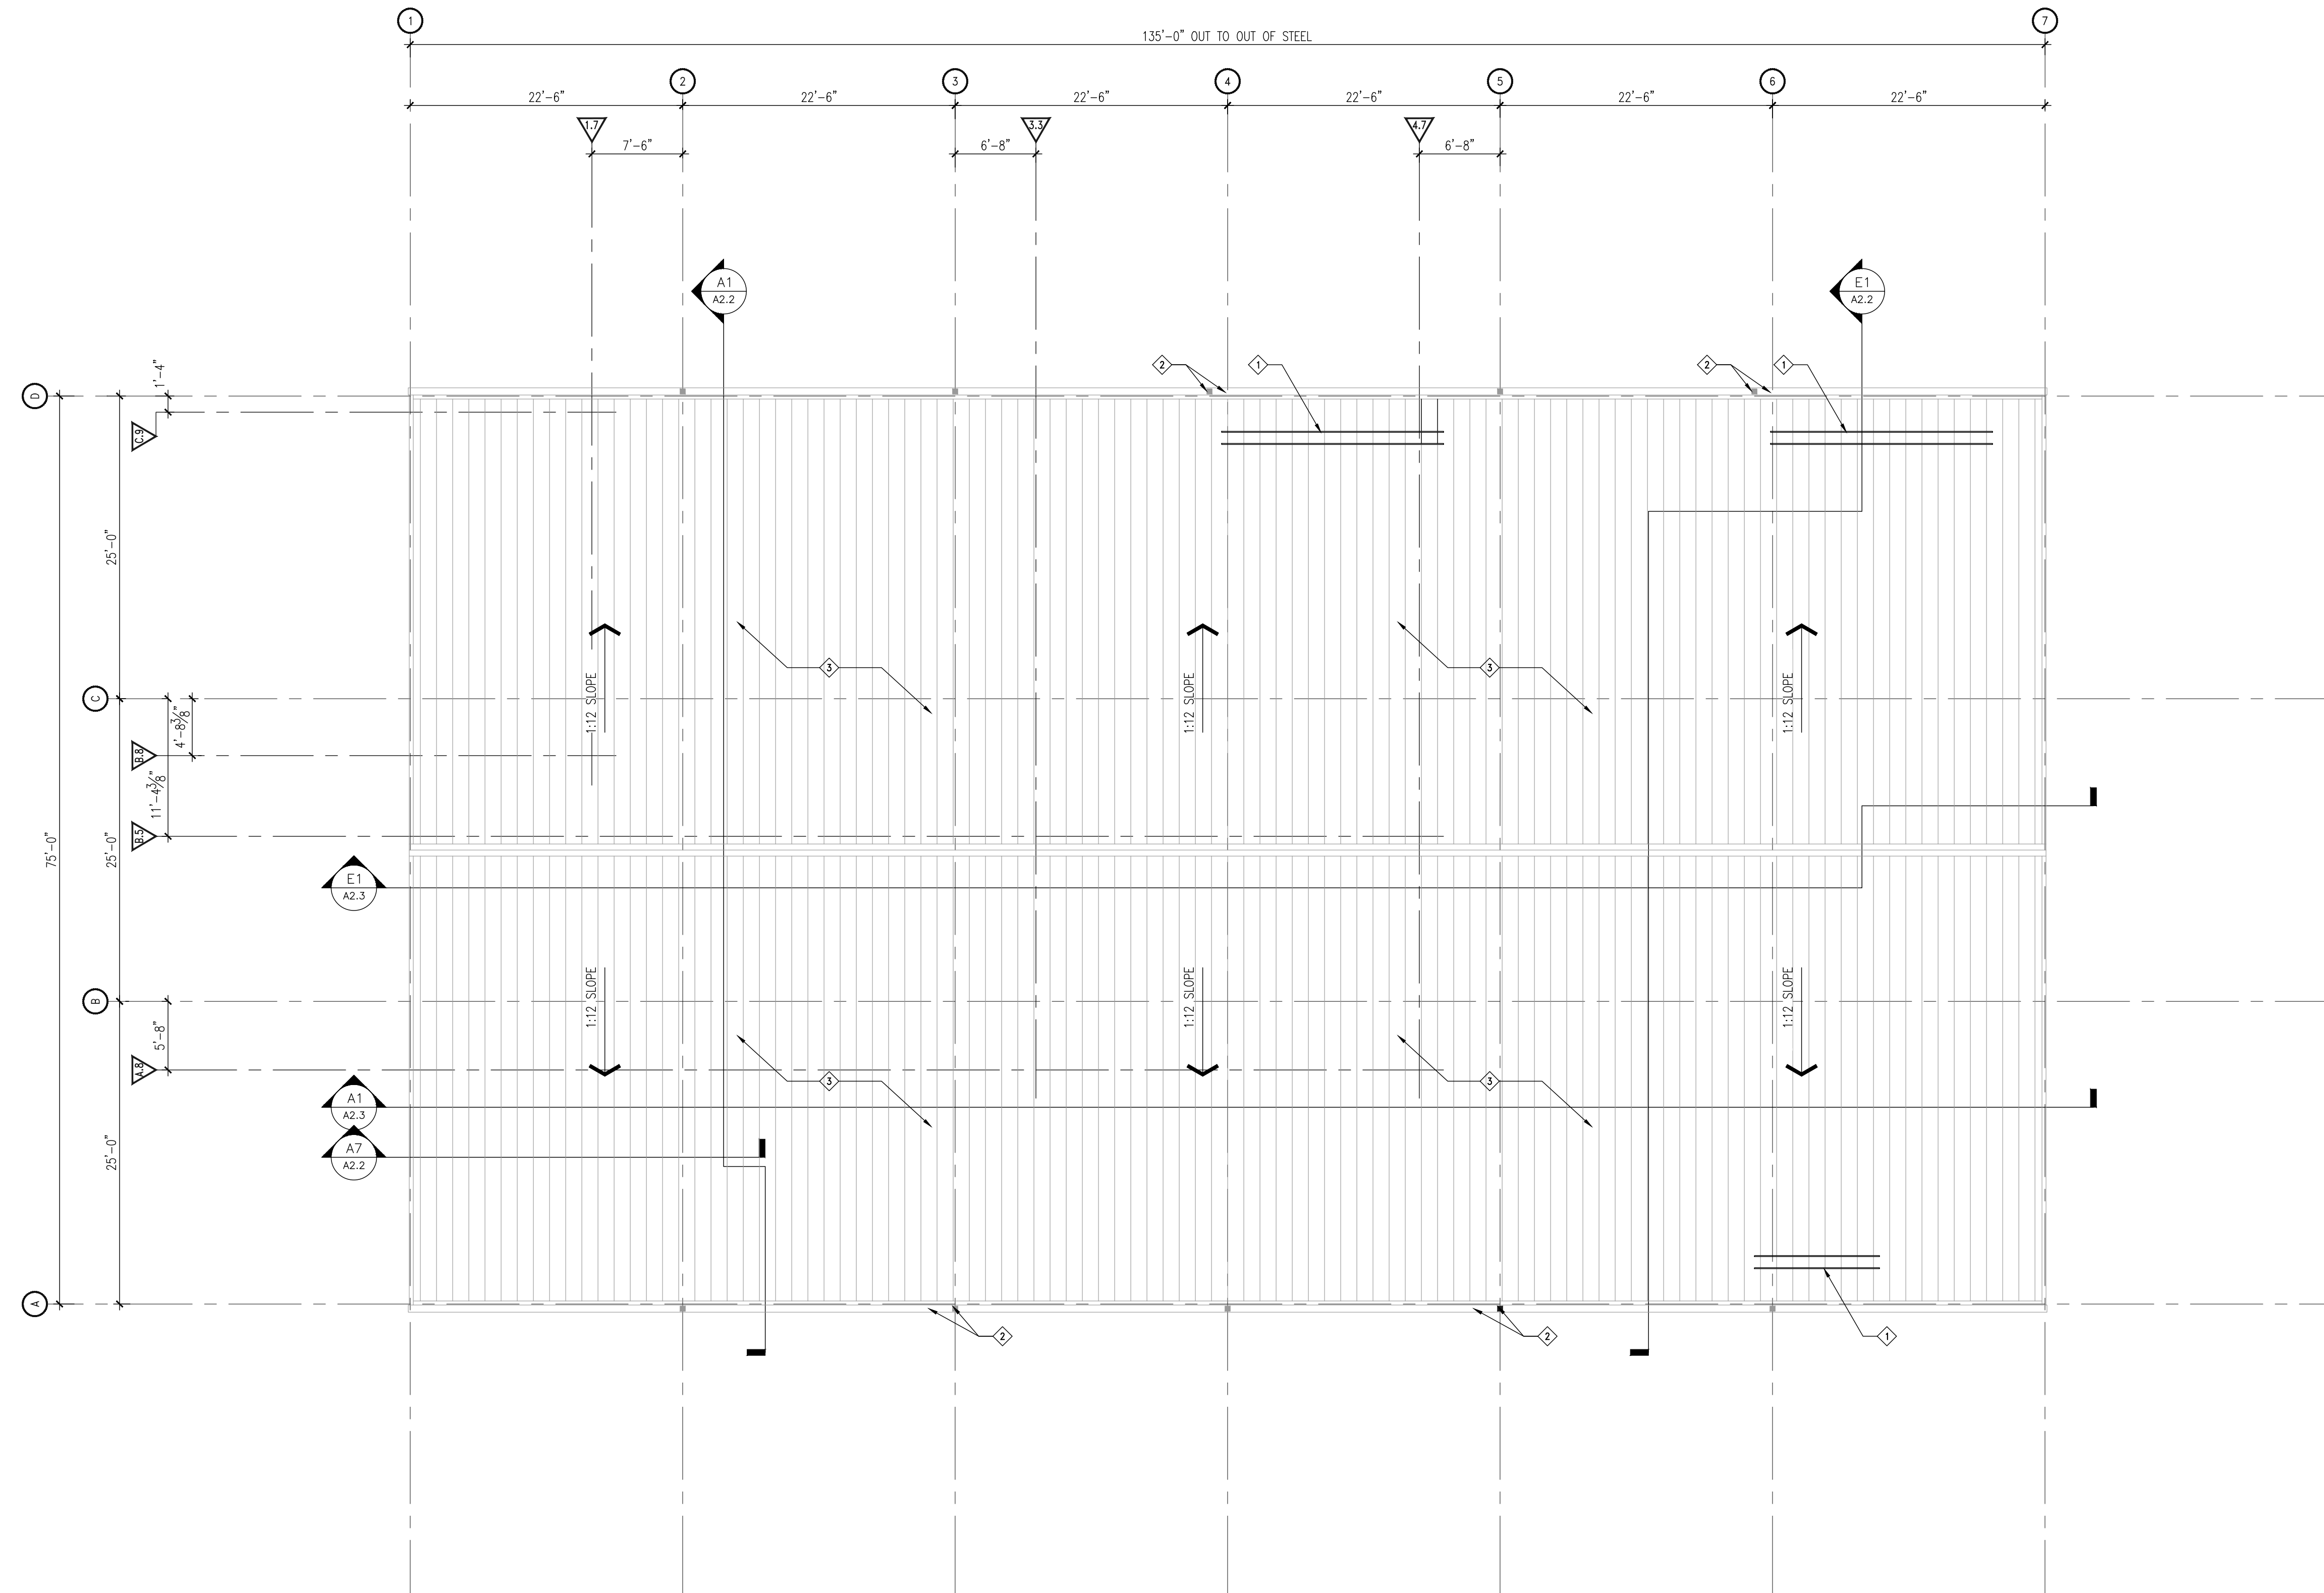 1
7
135'-0" OUT TO OUT OF STEEL
2
3
4
5
6
22'-6"
22'-6"
22'-6"
22'-6"
22'-6"
22'-6"
1.7
3.3
4.7
7'-6"
6'-8"
6'-8"
A1
A2.2
E1
A2.2
2
1
2
1
1'-4"
D
C.9
25'-0"
3
3
1:12 SLOPE
1:12 SLOPE
1:12 SLOPE
C
4'-8 3/8"
B.8
11'-4 3/8"
B.5
75'-0"
25'-0"
E1
A2.3
1:12 SLOPE
1:12 SLOPE
1:12 SLOPE
B
5'-8"
A.8
3
3
A1
A2.3
A7
A2.2
25'-0"
A
2
2
1